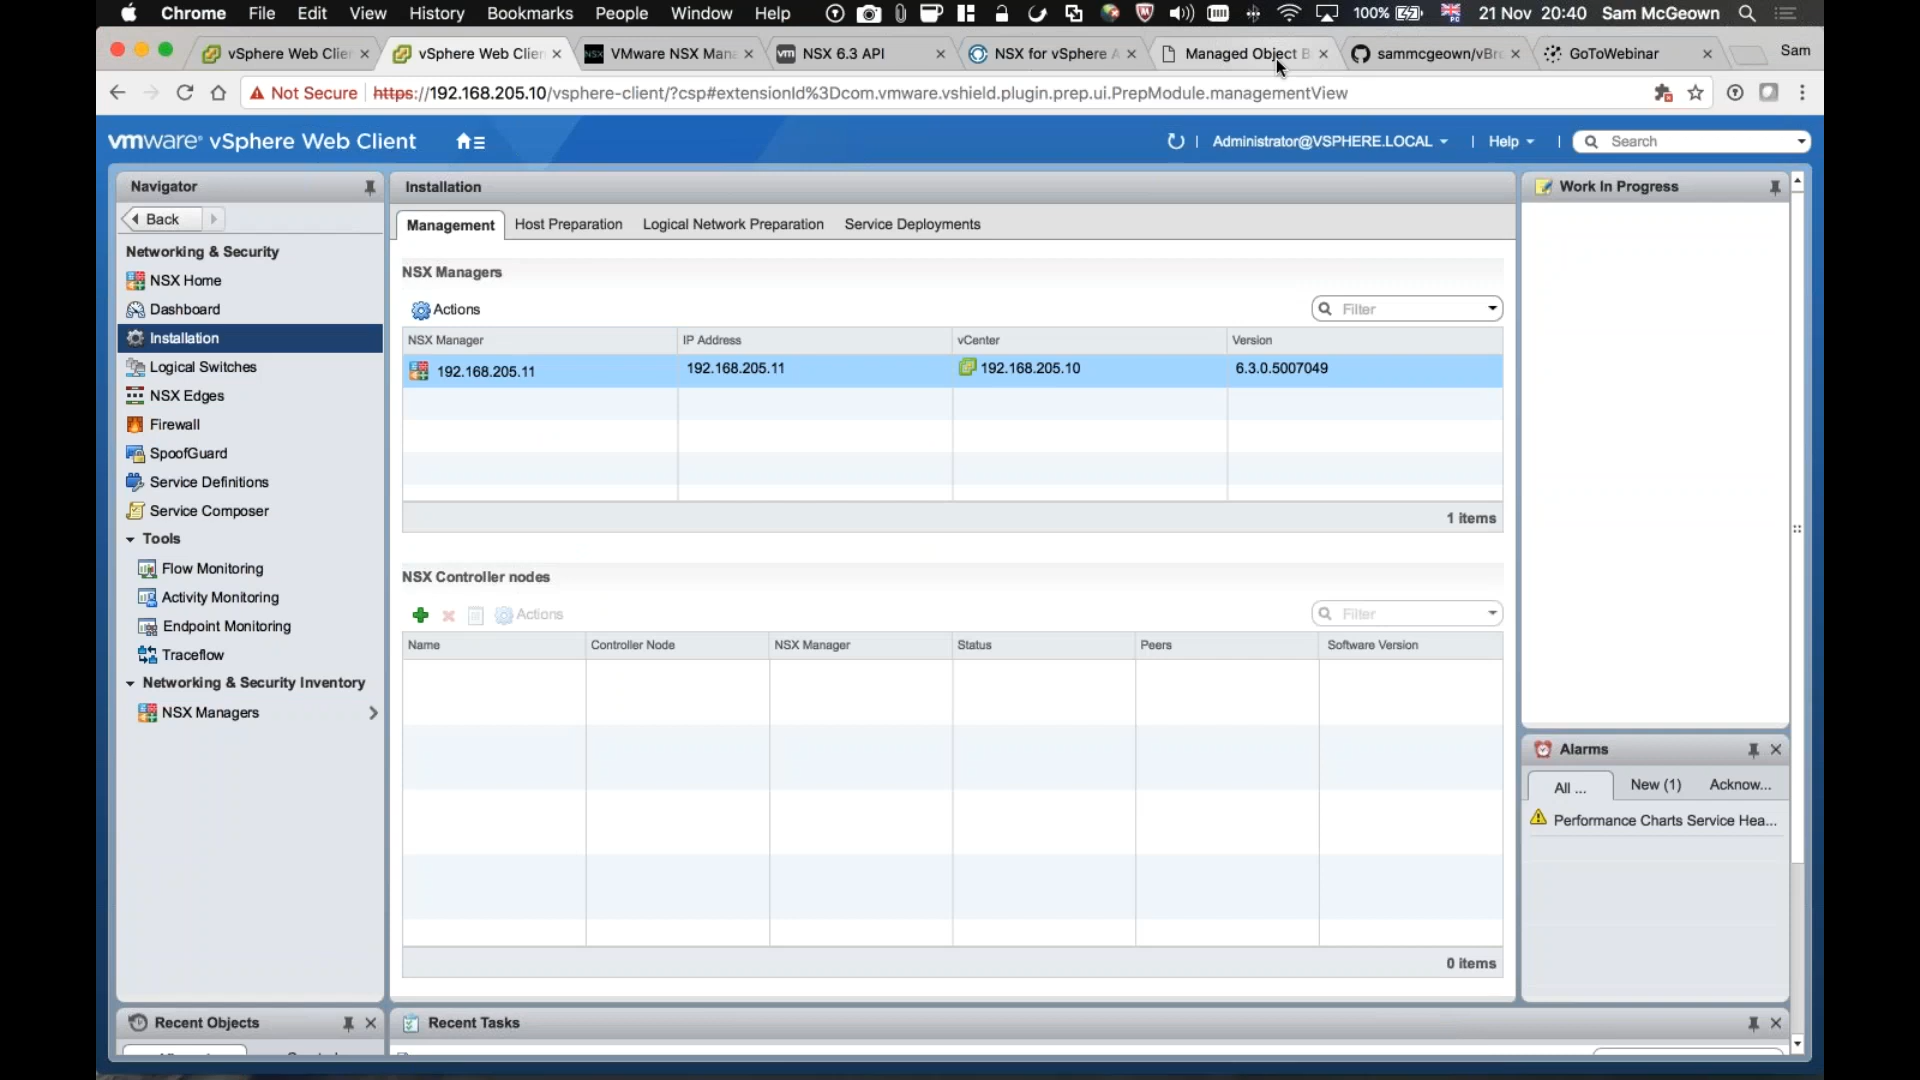 Chrome File Edit View History Bookmarks People Window Help 100% 21 Nov 20:40 Sam McGeown
vSphere Web Clien vSphere Web Clien VMware NSX Mana NSX 6.3 API NSX for vSphere A Managed Object B sammcgeown/vBr GoToWebinar Sam
Not Secure https://192.168.205.10/vsphere-client/?csp#extensionId%3Dcom.vmware.vshield.plugin.prep.ui.PrepModule.managementView
vmware® vSphere Web Client Administrator@VSPHERE.LOCAL | Help | Search
Navigator
Back
Networking & Security
NSX Home
Dashboard
Installation
Logical Switches
NSX Edges
Firewall
SpoofGuard
Service Definitions
Service Composer
Tools
Flow Monitoring
Activity Monitoring
Endpoint Monitoring
Traceflow
Networking & Security Inventory
NSX Managers
Installation
Management Host Preparation Logical Network Preparation Service Deployments
NSX Managers
Actions Filter
NSX Manager IP Address vCenter Version
192.168.205.11 192.168.205.11 192.168.205.10 6.3.0.5007049
1 items
NSX Controller nodes
Actions Filter
Name Controller Node NSX Manager Status Peers Software Version
0 items
Work In Progress
Alarms
All ... New (1) Acknow...
Performance Charts Service Hea...
Recent Objects
Recent Tasks